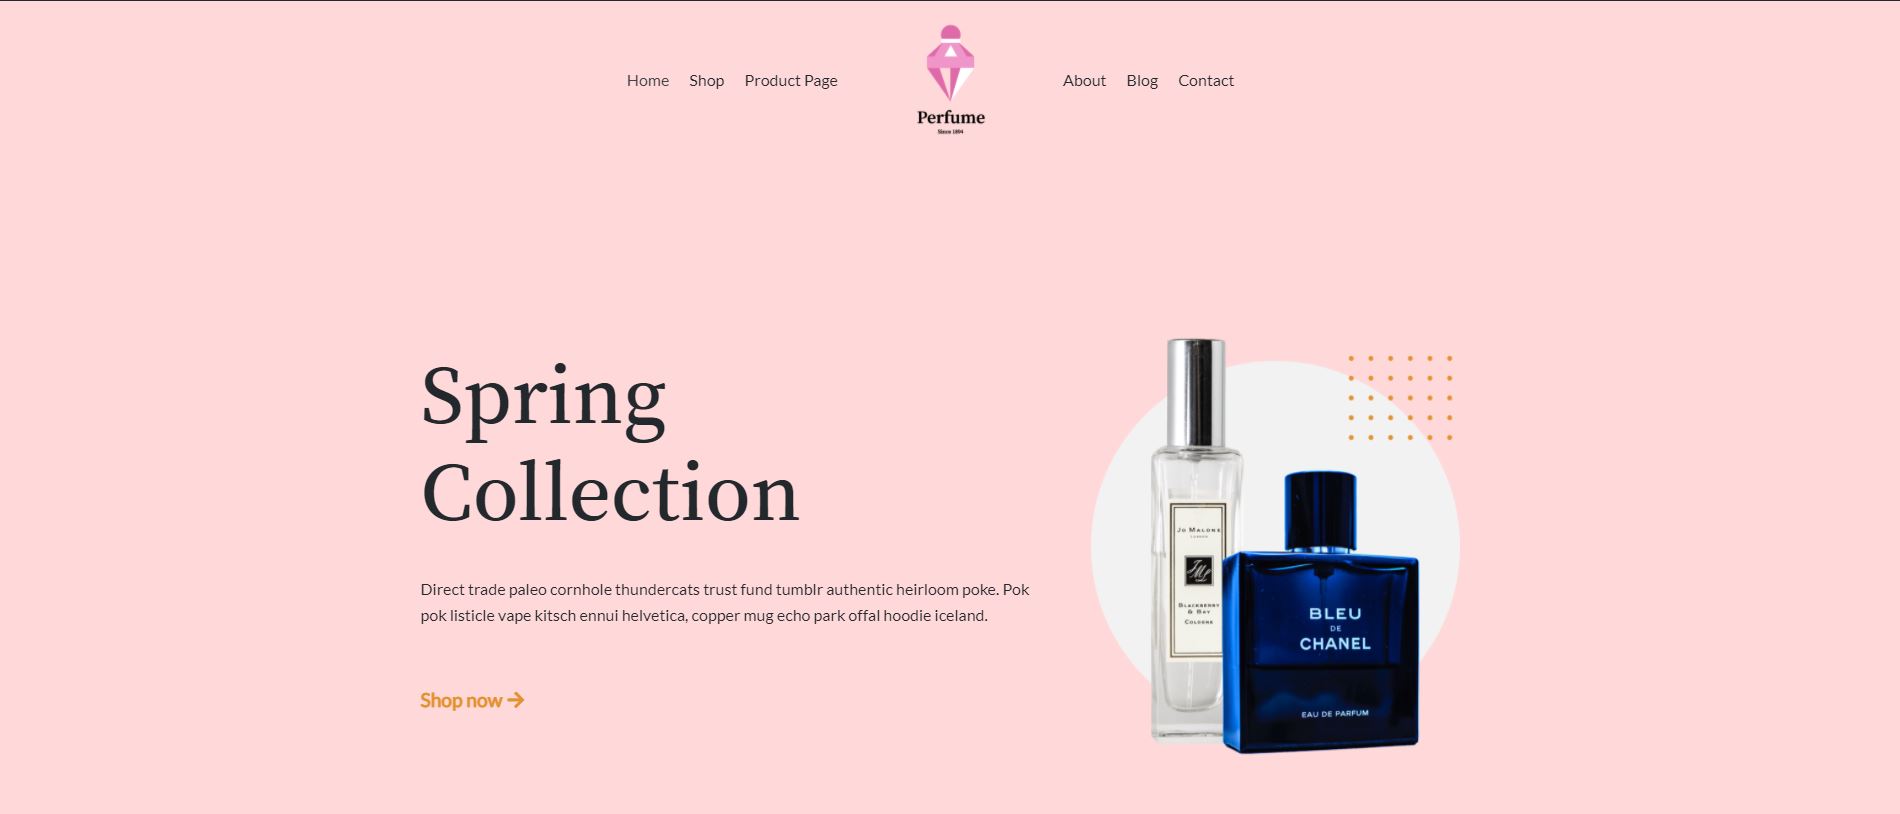 Home Shop Product Page
Perfume
Since 1894
About Blog Contact
Spring
Collection
Direct trade paleo cornhole thundercats trust fund tumblr authentic heirloom poke. Pok
pok listicle vape kitsch ennui helvetica, copper mug echo park offal hoodie iceland.
Shop now
JO MALONE
LONDON
JML
BLACKBERRY
& BAY
COLOGNE
BLEU
DE
CHANEL
EAU DE PARFUM